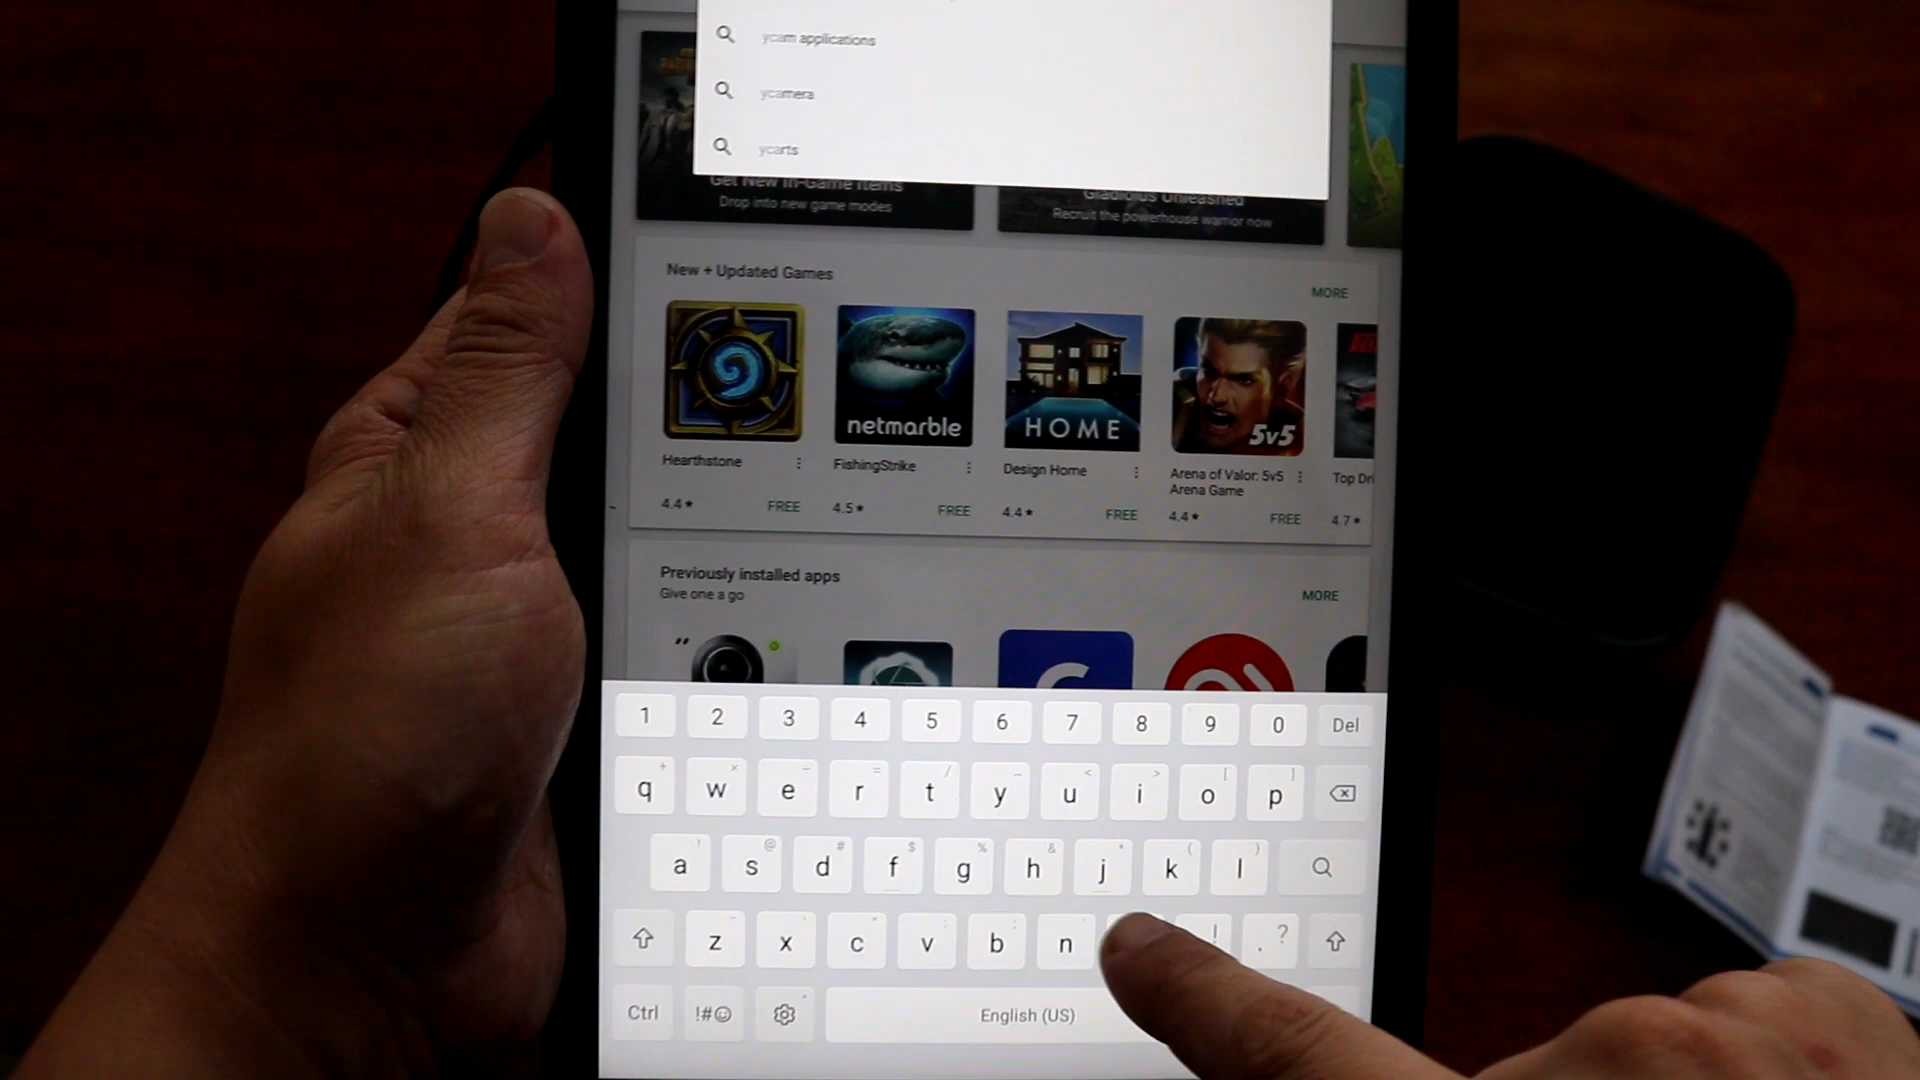 ycam applications
ycamera
ycarts
Get New In-Game Items
Drop into new game modes
Gladiolus Unleashed
Recruit the powerhouse warrior now
New + Updated Games
MORE
netmarble
HOME
5v5
Hearthstone
FishingStrike
Design Home
Arena of Valor: 5v5
Arena Game
Top Dr
4.4★ FREE
4.5★ FREE
4.4★ FREE
4.4★ FREE
4.7★
Previously installed apps
Give one a go
MORE
1 2 3 4 5 6 7 8 9 0 Del
q w e r t y u i o p
a s d f g h j k l
z x c v b n ! . ?
Ctrl !#☺ English (US)